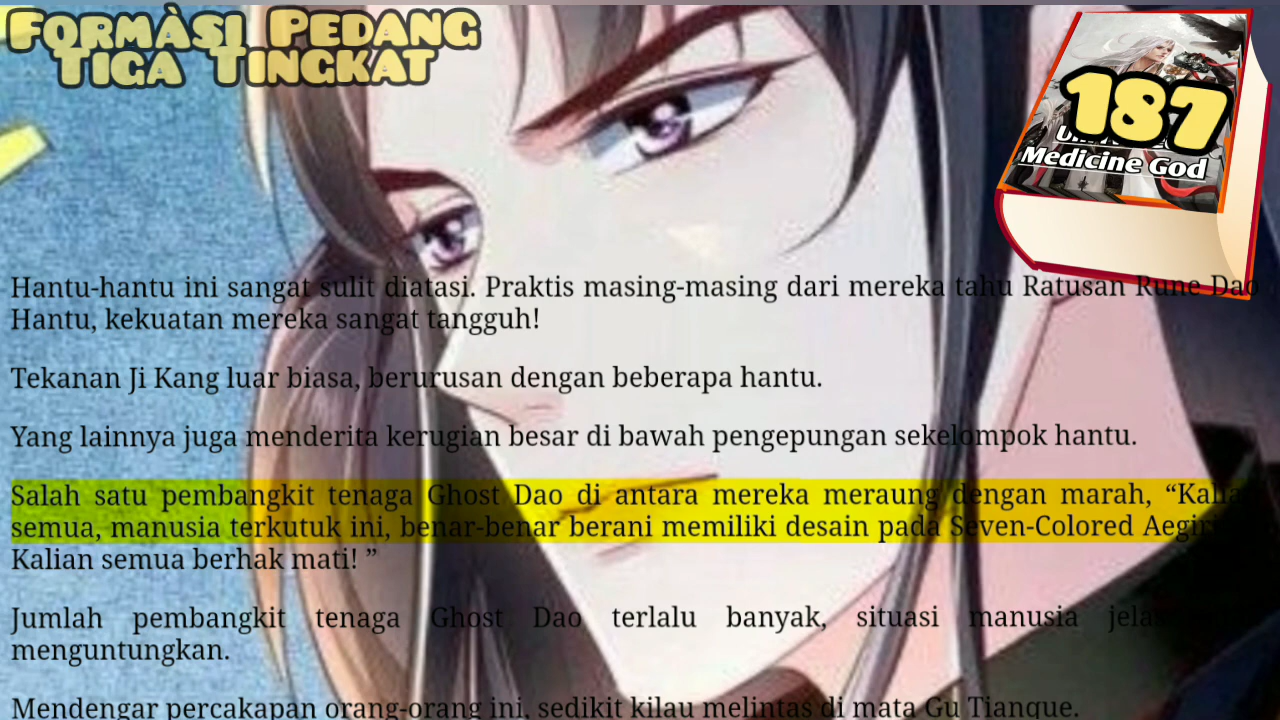 Formàsi Pedang
Tiga Tingkat
187
Medicine God
Hantu-hantu ini sangat sulit diatasi. Praktis masing-masing dari mereka tahu Ratusan Rune Dao
Hantu, kekuatan mereka sangat tangguh!
Tekanan Ji Kang luar biasa, berurusan dengan beberapa hantu.
Yang lainnya juga menderita kerugian besar di bawah pengepungan sekelompok hantu.
Salah satu pembangkit tenaga Ghost Dao di antara mereka meraung dengan marah, “Kalian
semua, manusia terkutuk ini, benar-benar berani memiliki desain pada Seven-Colored
Kalian semua berhak mati! ”
Jumlah pembangkit tenaga Ghost Dao terlalu banyak, situasi manusia jelas
menguntungkan.
Mendengar percakapan orang-orang ini, sedikit kilau melintas di mata Gu Tianque.